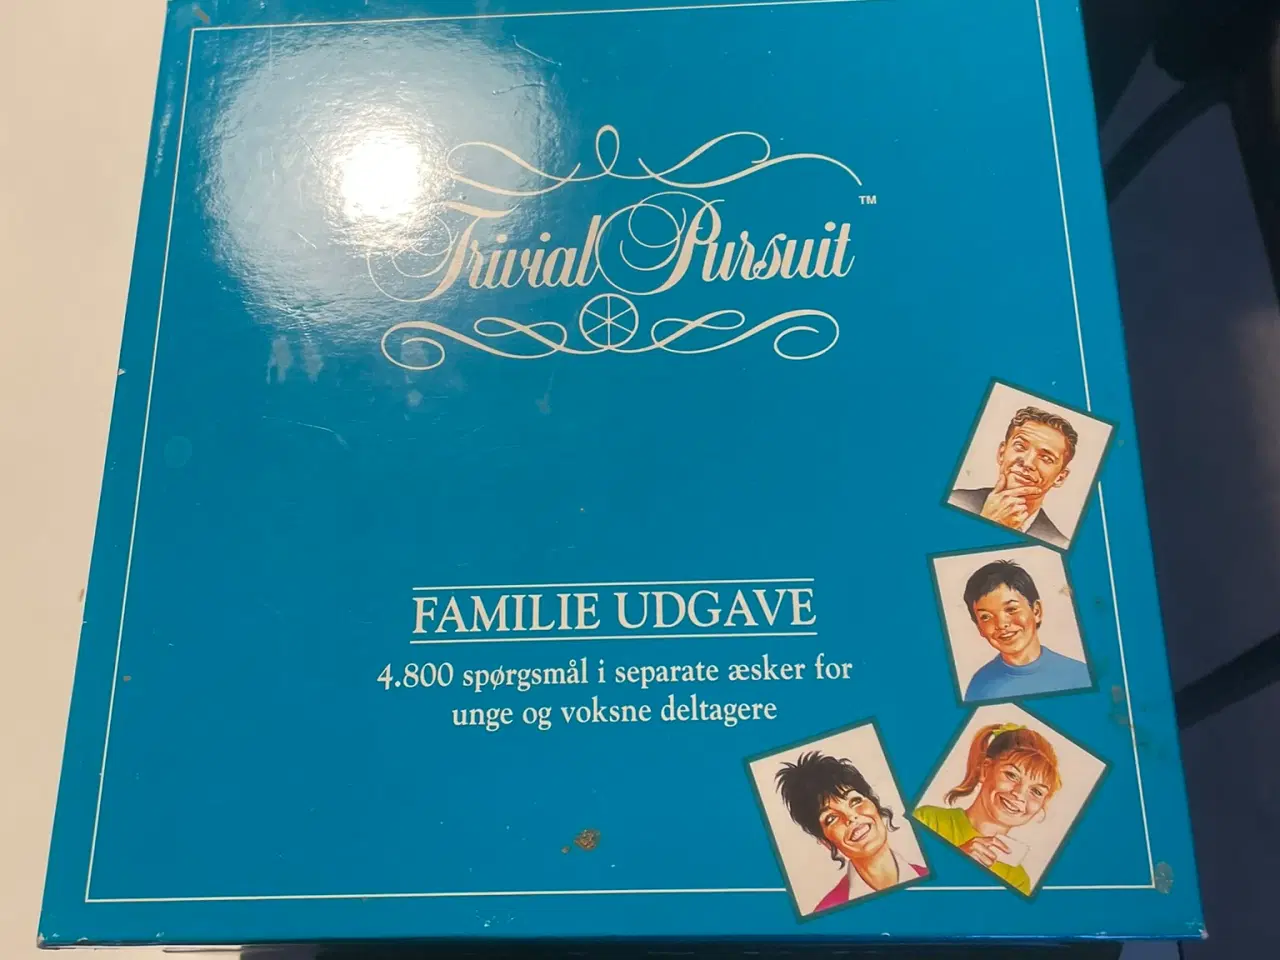 Trivial Pursuit™
FAMILIE UDGAVE
4.800 spørgsmål i separate æsker for
unge og voksne deltagere